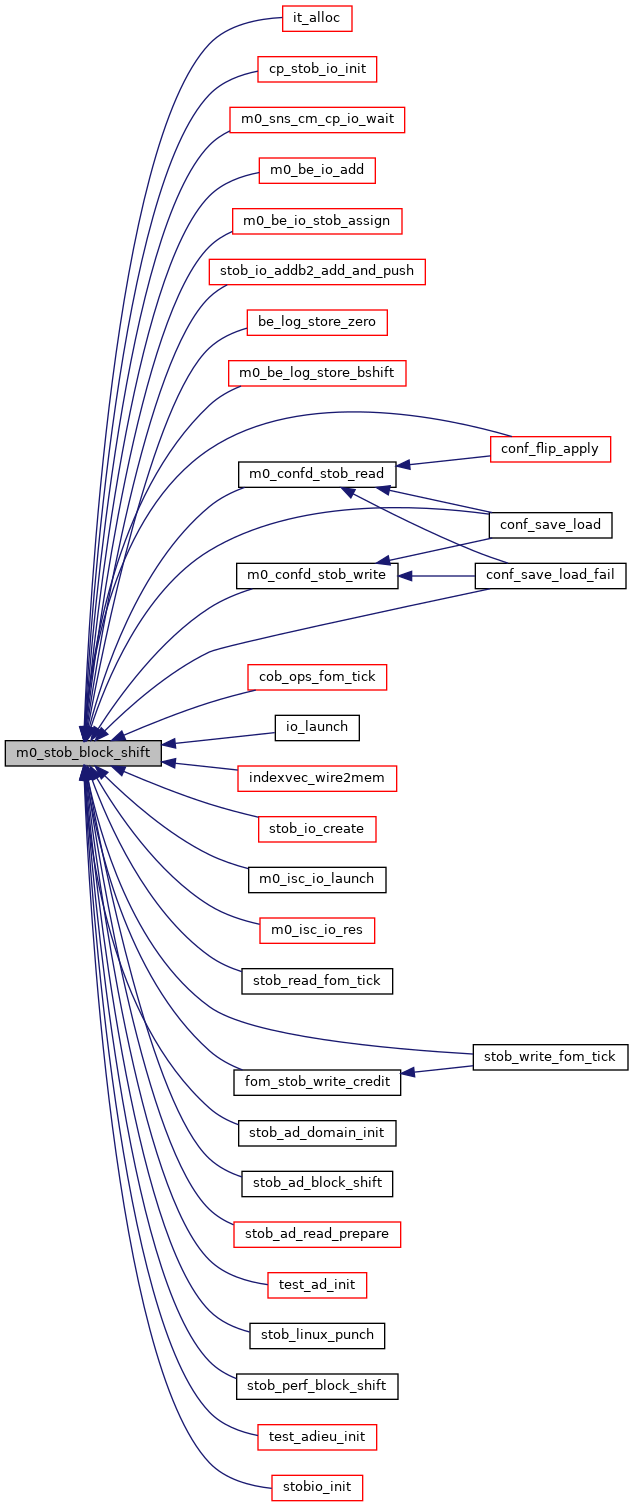 it_alloc
cp_stob_io_init
m0_sns_cm_cp_io_wait
m0_be_io_add
m0_be_io_stob_assign
stob_io_addb2_add_and_push
be_log_store_zero
m0_be_log_store_bshift
conf_flip_apply
m0_confd_stob_read
conf_save_load
m0_confd_stob_write
conf_save_load_fail
cob_ops_fom_tick
io_launch
m0_stob_block_shift
indexvec_wire2mem
stob_io_create
m0_isc_io_launch
m0_isc_io_res
stob_read_fom_tick
stob_write_fom_tick
fom_stob_write_credit
stob_ad_domain_init
stob_ad_block_shift
stob_ad_read_prepare
test_ad_init
stob_linux_punch
stob_perf_block_shift
test_adieu_init
stobio_init